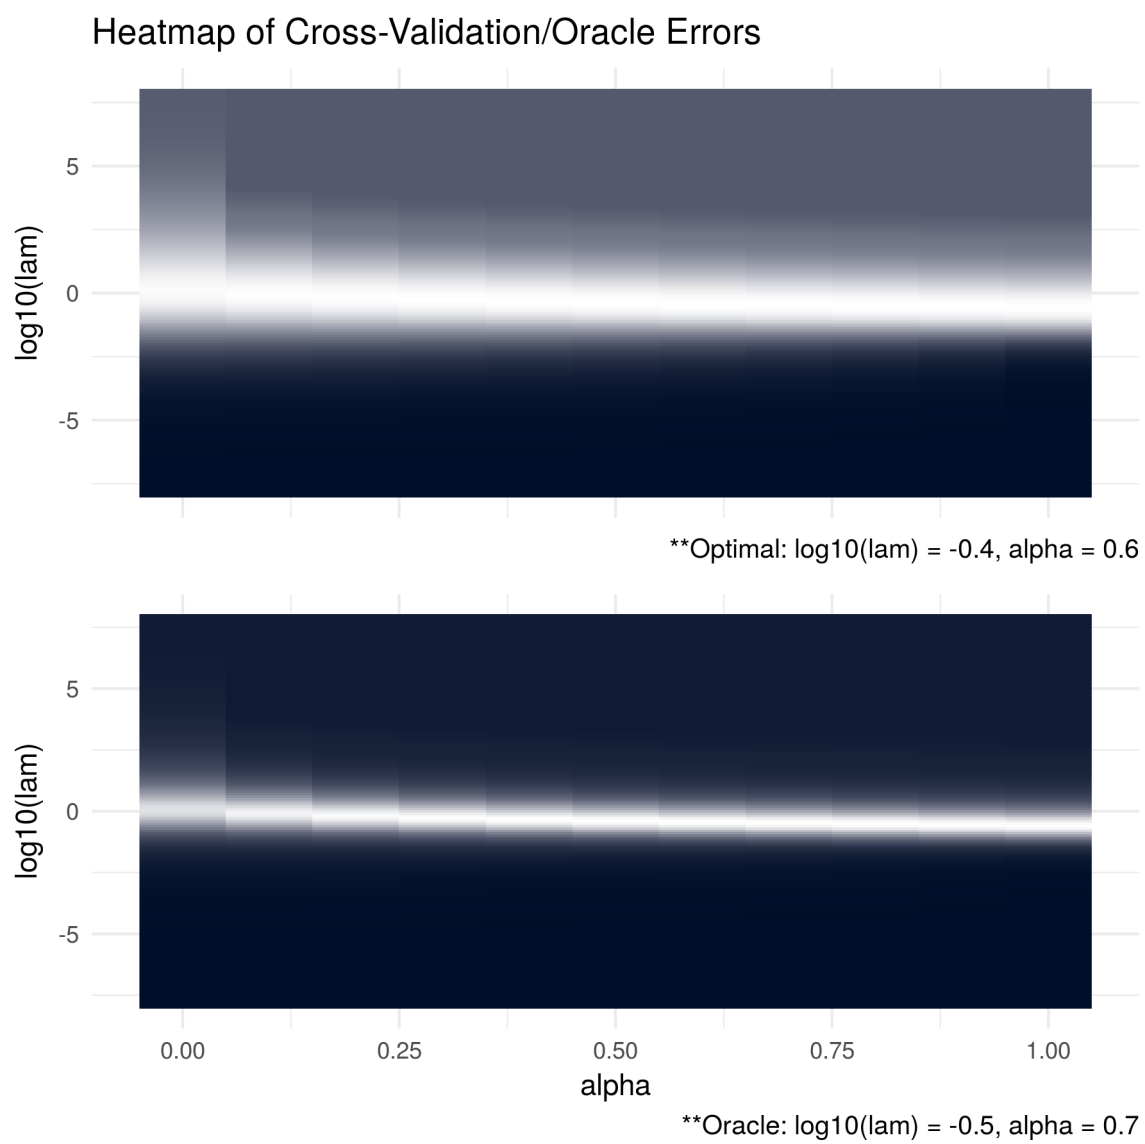 Heatmap of Cross-Validation/Oracle Errors
log10(lam)
5
0
-5
**Optimal: log10(lam) = -0.4, alpha = 0.6
log10(lam)
5
0
-5
0.00 0.25 0.50 0.75 1.00
alpha
**Oracle: log10(lam) = -0.5, alpha = 0.7